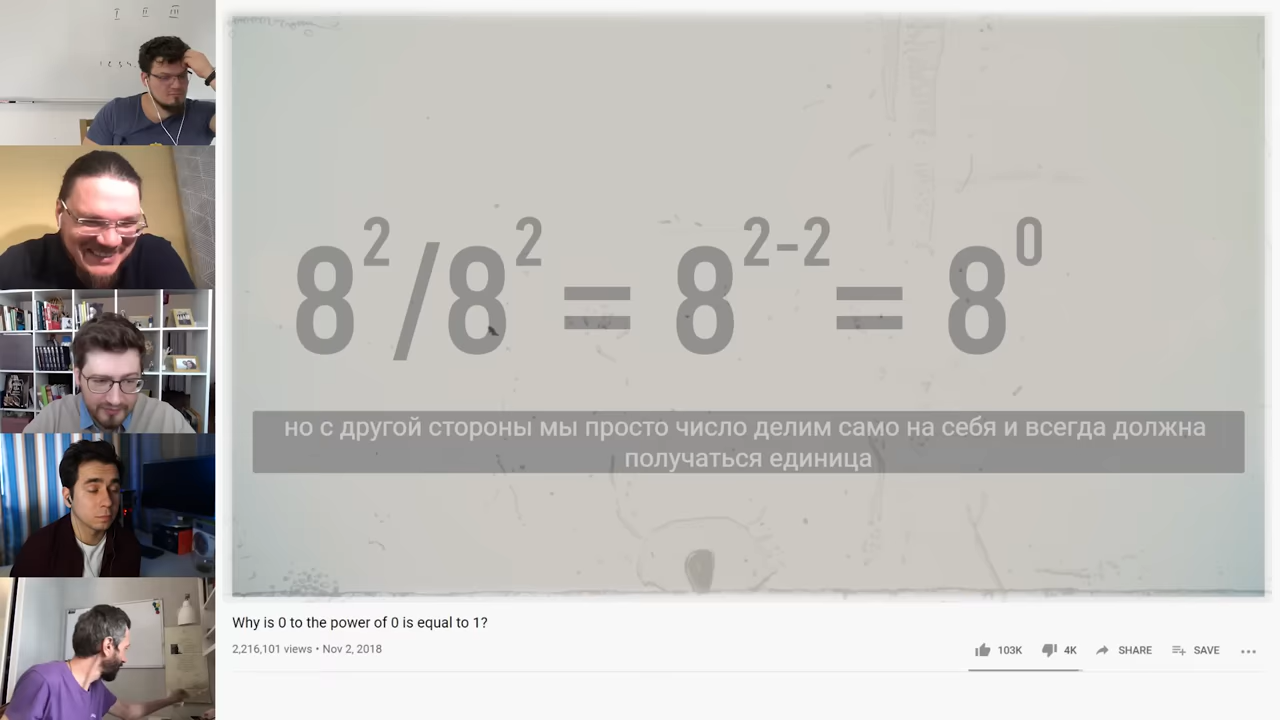 I II III
8²/8² = 8²⁻² = 8⁰
но с другой стороны мы просто число делим само на себя и всегда должна
получаться единица
Why is 0 to the power of 0 is equal to 1?
2,216,101 views • Nov 2, 2018
103K 4K SHARE SAVE